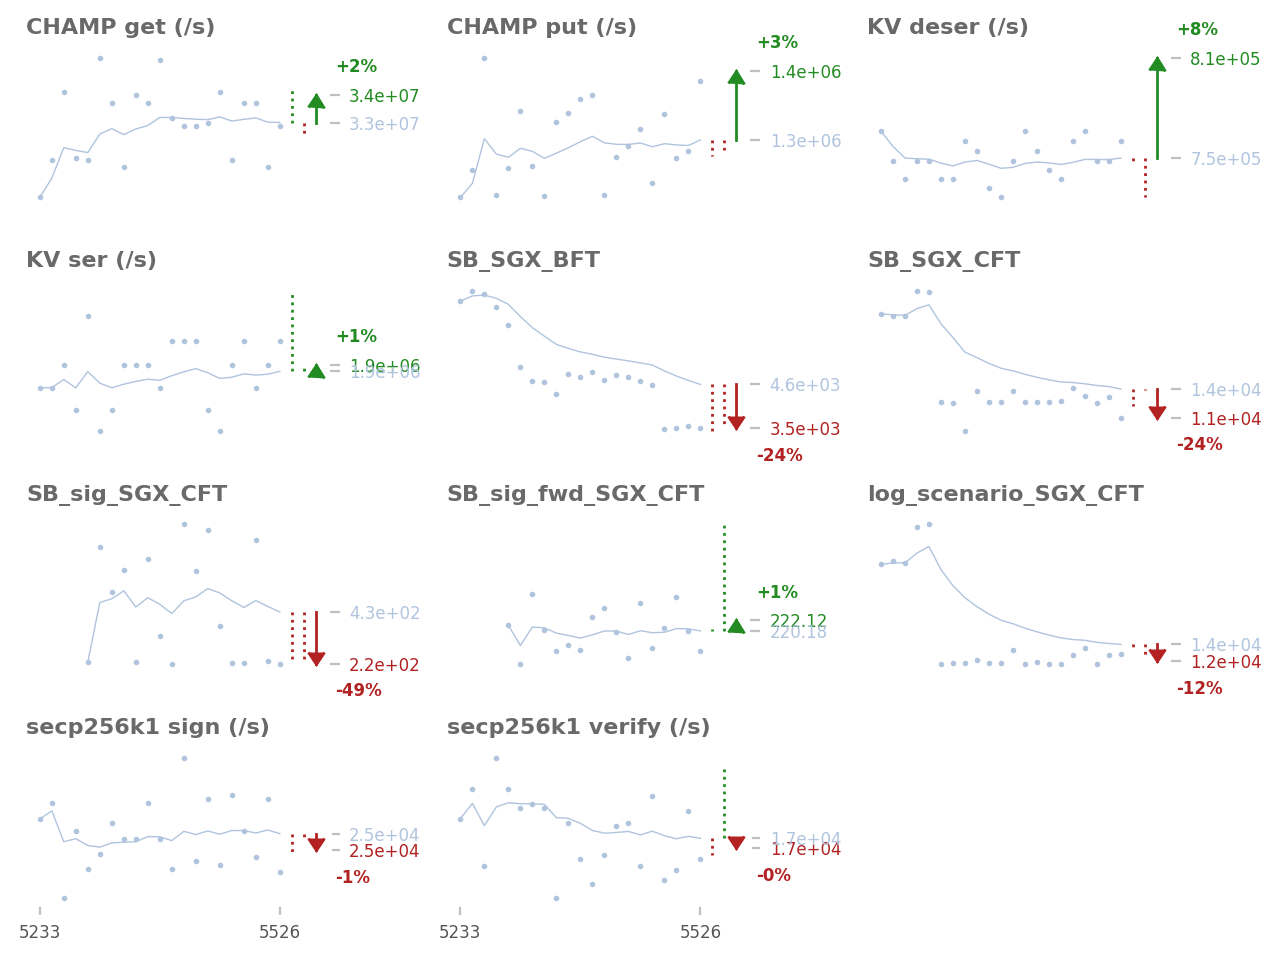 CHAMP get (/s)
+2%
3.4e+07
3.3e+07
CHAMP put (/s)
+3%
1.4e+06
1.3e+06
KV deser (/s)
+8%
8.1e+05
7.5e+05
KV ser (/s)
+1%
1.9e+06
1.9e+06
SB_SGX_BFT
4.6e+03
3.5e+03
-24%
SB_SGX_CFT
1.4e+04
1.1e+04
-24%
SB_sig_SGX_CFT
4.3e+02
2.2e+02
-49%
SB_sig_fwd_SGX_CFT
+1%
222.12
220.18
log_scenario_SGX_CFT
1.4e+04
1.2e+04
-12%
secp256k1 sign (/s)
2.5e+04
2.5e+04
-1%
5233
5526
secp256k1 verify (/s)
1.7e+04
1.7e+04
-0%
5233
5526